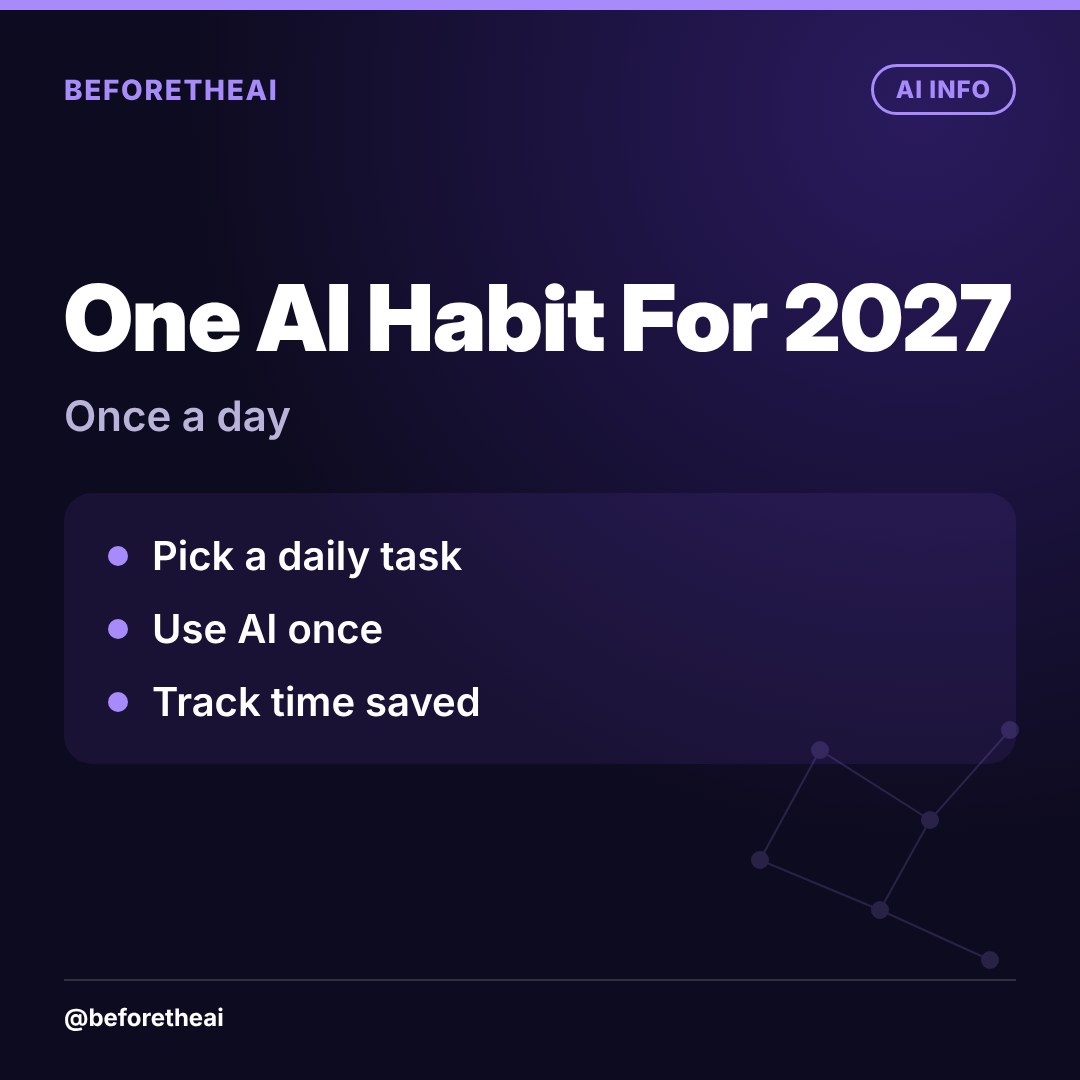 BEFORETHEAI
AI INFO
One AI Habit For 2027
Once a day
Pick a daily task
Use AI once
Track time saved
@beforetheai